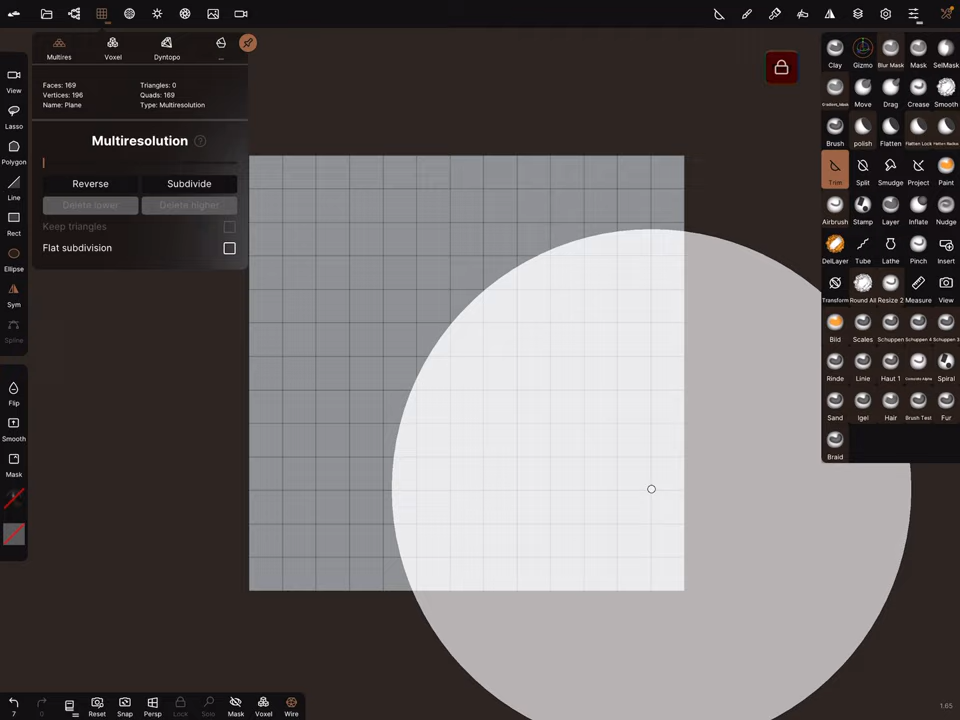 Multires Voxel Dyntopo ...
Faces: 169 Triangles: 0
Vertices: 196 Quads: 169
Name: Plane Type: Multiresolution
Multiresolution ?
Reverse Subdivide
Delete lower Delete higher
Keep triangles
Flat subdivision
View
Lasso
Polygon
Line
Rect
Ellipse
Sym
Spline
Flip
Smooth
Mask
Clay Gizmo Blur Mask Mask SelMask
Gradient_Mask Move Drag Crease Smooth
Brush polish Flatten Flatten Lock
Trim Split Smudge Project Paint
Airbrush Stamp Layer Inflate Nudge
DelLayer Tube Lathe Pinch Insert
Transform Round All Resize 2 Measure View
Bild Scales Schuppen Schuppen 4 Schuppen 3
Rinde Linie Haut 1 Spiral
Sand Igel Hair Brush Test Fur
Braid
7 0 Reset Snap Persp Lock Solo Mask Voxel Wire
1.65